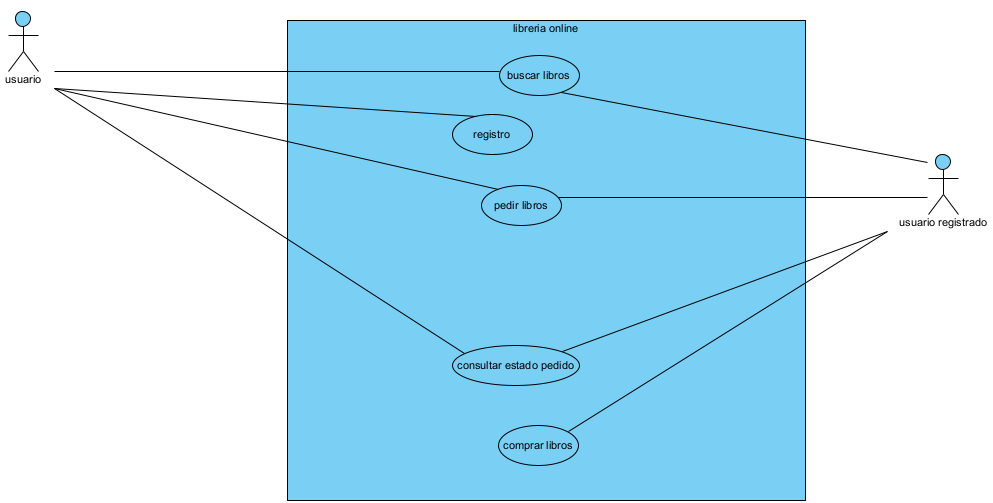 libreria online
usuario
buscar libros
registro
pedir libros
usuario registrado
consultar estado pedido
comprar libros